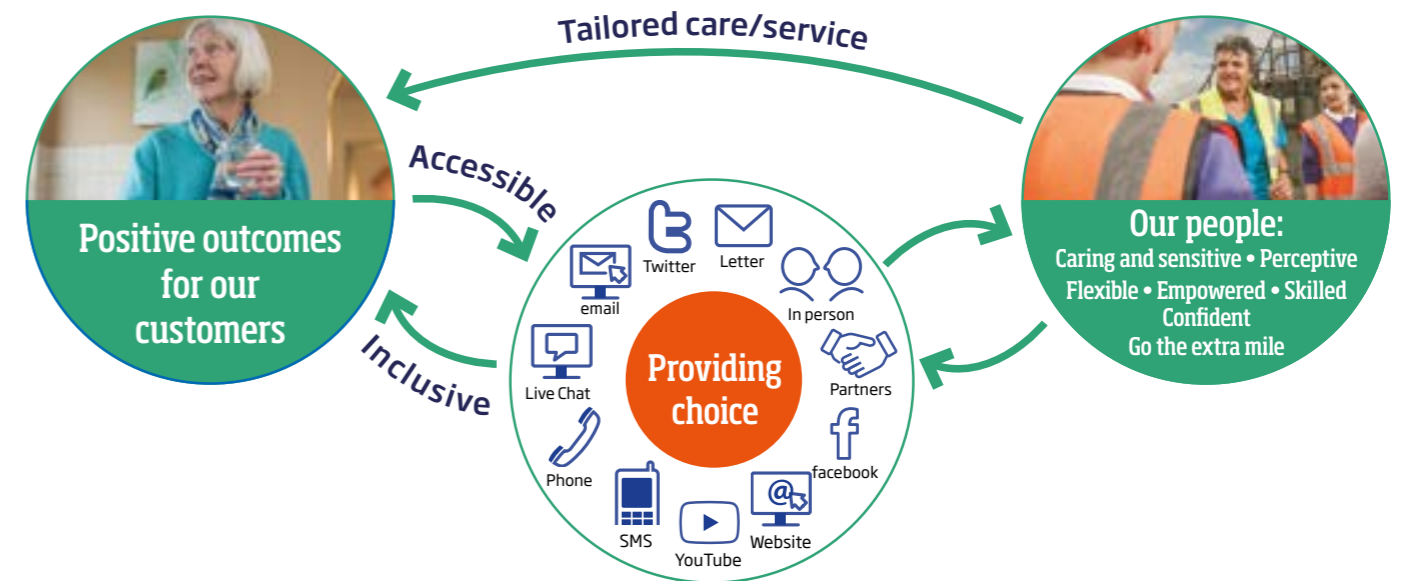 Tailored care/service
Accessible
Inclusive
Positive outcomes
for our
customers
Our people:
Caring and sensitive • Perceptive
Flexible • Empowered • Skilled
Confident
Go the extra mile
Providing
choice
Twitter
Letter
In person
Partners
facebook
@
Website
YouTube
SMS
Phone
Live Chat
email